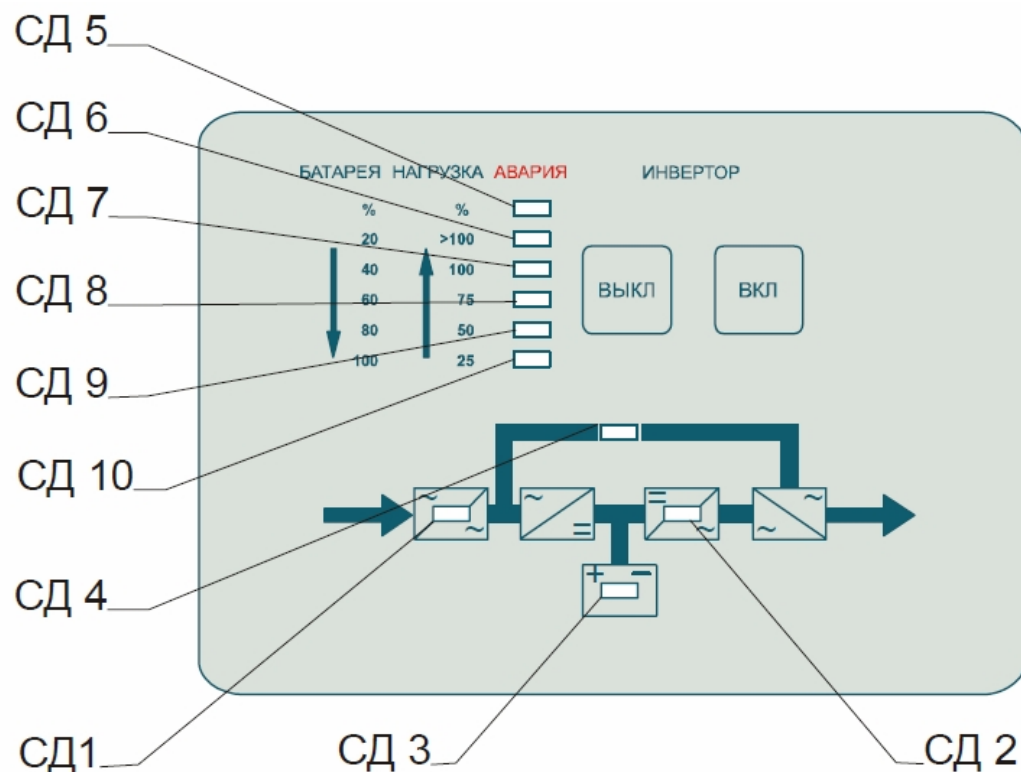 СД 5
СД 6
БАТАРЕЯ НАГРУЗКА АВАРИЯ ИНВЕРТОР
СД 7
% %
20 >100
40 100
СД 8
60 75
ВЫКЛ ВКЛ
80 50
СД 9
100 25
СД 10
~ ~ ~ = = ~ ~ ~
+ −
СД 4
СД1 СД 3 СД 2